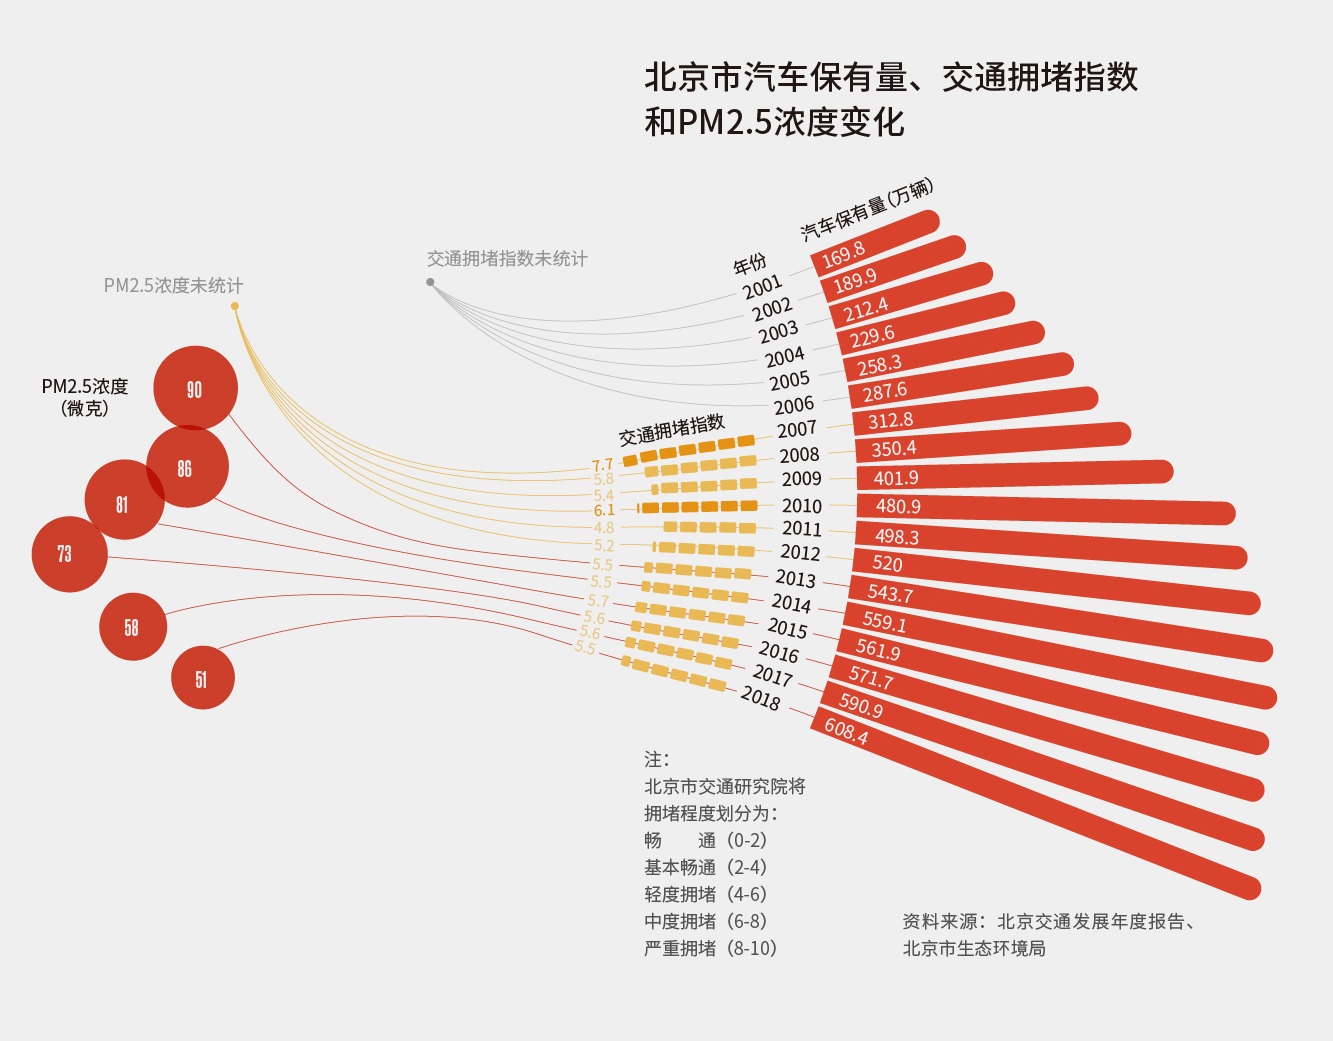 北京市汽车保有量、交通拥堵指数
和PM2.5浓度变化
汽车保有量（万辆）
年份
交通拥堵指数未统计
PM2.5浓度未统计
PM2.5浓度
（微克）
交通拥堵指数
2001 169.8
2002 189.9
2003 212.4
2004 229.6
2005 258.3
2006 287.6
7.7 2007 312.8
5.8 2008 350.4
5.4 2009 401.9
6.1 2010 480.9
4.8 2011 498.3
5.2 2012 520
90 5.5 2013 543.7
86 5.5 2014 559.1
81 5.7 2015 561.9
73 5.6 2016 571.7
58 5.6 2017 590.9
51 5.5 2018 608.4
注：
北京市交通研究院将
拥堵程度划分为：
畅　　通（0-2）
基本畅通（2-4）
轻度拥堵（4-6）
中度拥堵（6-8）
严重拥堵（8-10）
资料来源：北京交通发展年度报告、
北京市生态环境局